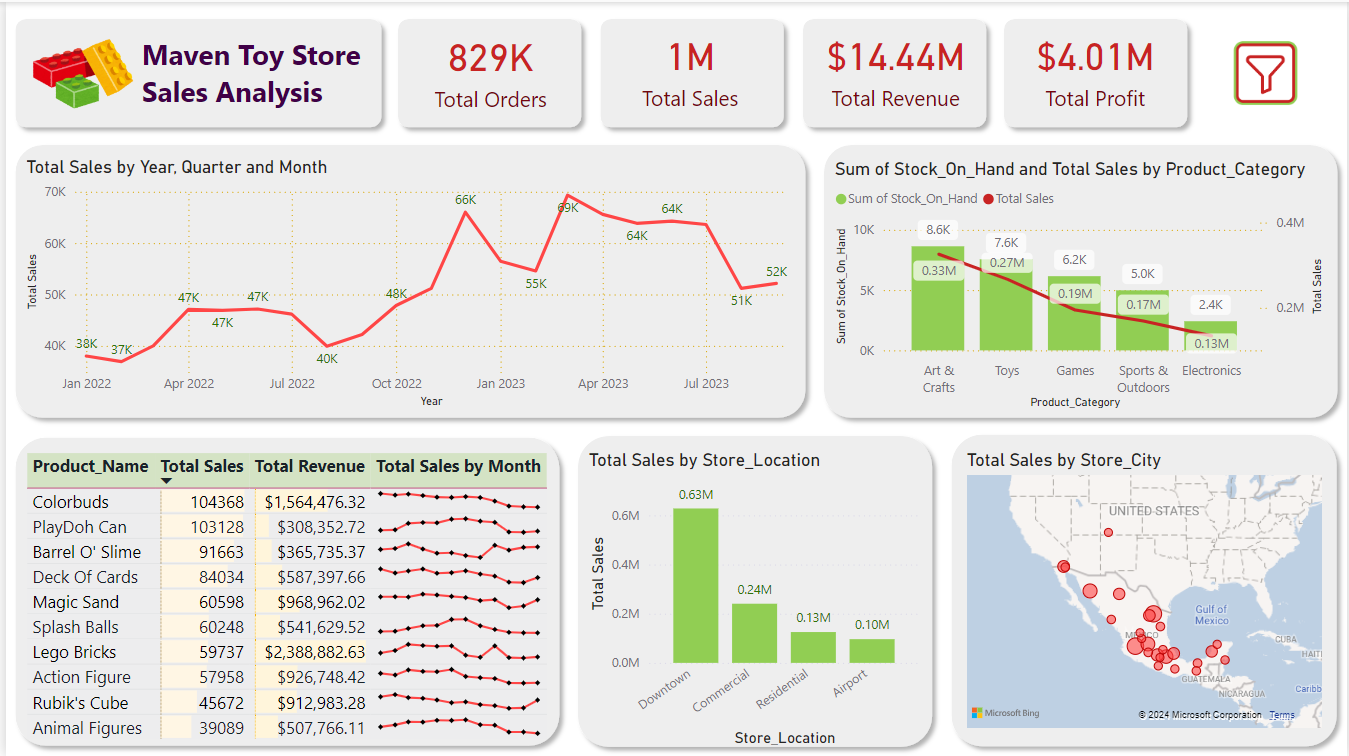 Maven Toy Store
Sales Analysis
829K
Total Orders
1M
Total Sales
$14.44M
Total Revenue
$4.01M
Total Profit
Total Sales by Year, Quarter and Month
Total Sales
70K
60K
50K
40K
38K
37K
47K
47K
47K
40K
48K
66K
55K
69K
64K
64K
51K
52K
Jan 2022
Apr 2022
Jul 2022
Oct 2022
Jan 2023
Apr 2023
Jul 2023
Year
Sum of Stock_On_Hand and Total Sales by Product_Category
Sum of Stock_On_Hand Total Sales
Sum of Stock_On_Hand
10K
5K
0K
8.6K
7.6K
6.2K
5.0K
2.4K
0.33M
0.27M
0.19M
0.17M
0.13M
0.4M
0.2M
Total Sales
Art &
Crafts
Toys
Games
Sports &
Outdoors
Electronics
Product_Category
Product_Name Total Sales Total Revenue Total Sales by Month
Colorbuds 104368 $1,564,476.32
PlayDoh Can 103128 $308,352.72
Barrel O' Slime 91663 $365,735.37
Deck Of Cards 84034 $587,397.66
Magic Sand 60598 $968,962.02
Splash Balls 60248 $541,629.52
Lego Bricks 59737 $2,388,882.63
Action Figure 57958 $926,748.42
Rubik's Cube 45672 $912,983.28
Animal Figures 39089 $507,766.11
Total Sales by Store_Location
Total Sales
0.6M
0.4M
0.2M
0.0M
0.63M
0.24M
0.13M
0.10M
Downtown
Commercial
Residential
Airport
Store_Location
Total Sales by Store_City
UNITED STATES
Gulf of
Mexico
CUBA
HAITI
GUATEMALA
NICARAGUA
Caribb
Microsoft Bing
© 2024 Microsoft Corporation Terms